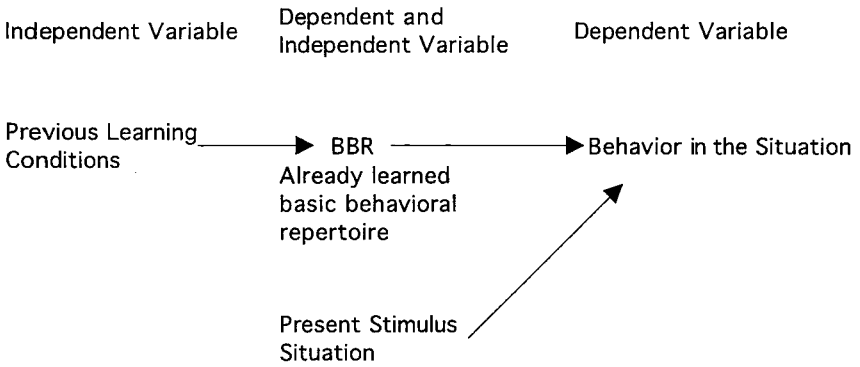 Independent Variable
Dependent and
Independent Variable
Dependent Variable
Previous Learning
Conditions
BBR
Already learned
basic behavioral
repertoire
Behavior in the Situation
Present Stimulus
Situation